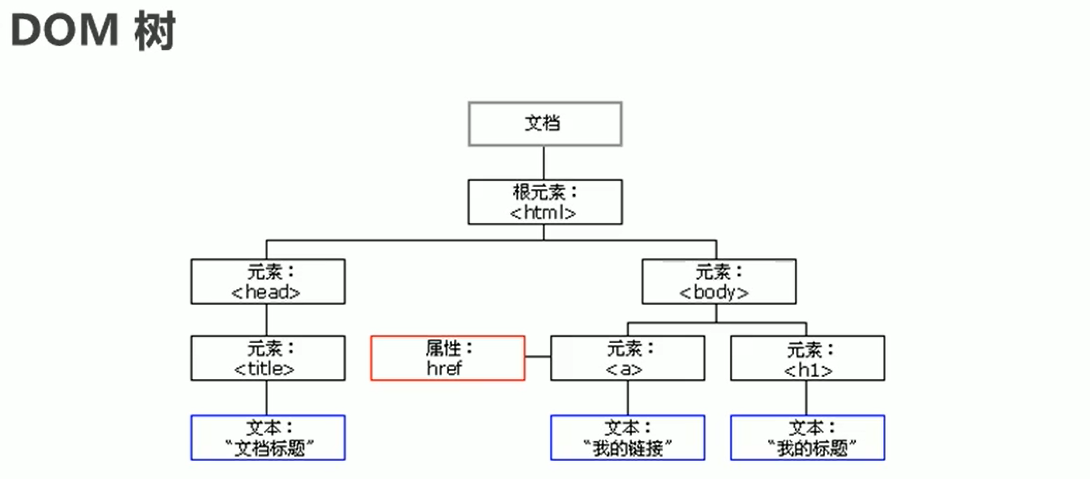 DOM 树
文档
根元素：
<html>
元素：
<head>
元素：
<body>
元素：
<title>
属性：
href
元素：
<a>
元素：
<h1>
文本：
“文档标题”
文本：
“我的链接”
文本：
“我的标题”